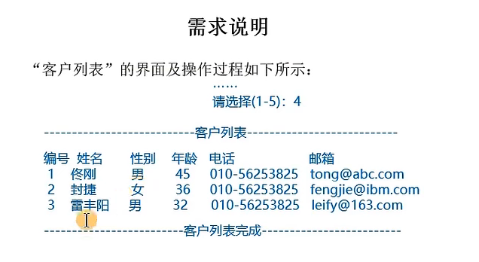 需求说明
“客户列表”的界面及操作过程如下所示：
……
请选择(1-5)：4
---------------------------客户列表---------------------------
编号 姓名 性别 年龄 电话 邮箱
1 佟刚 男 45 010-56253825 tong@abc.com
2 封捷 女 36 010-56253825 fengjie@ibm.com
3 雷丰阳 男 32 010-56253825 leify@163.com
-------------------------客户列表完成-------------------------